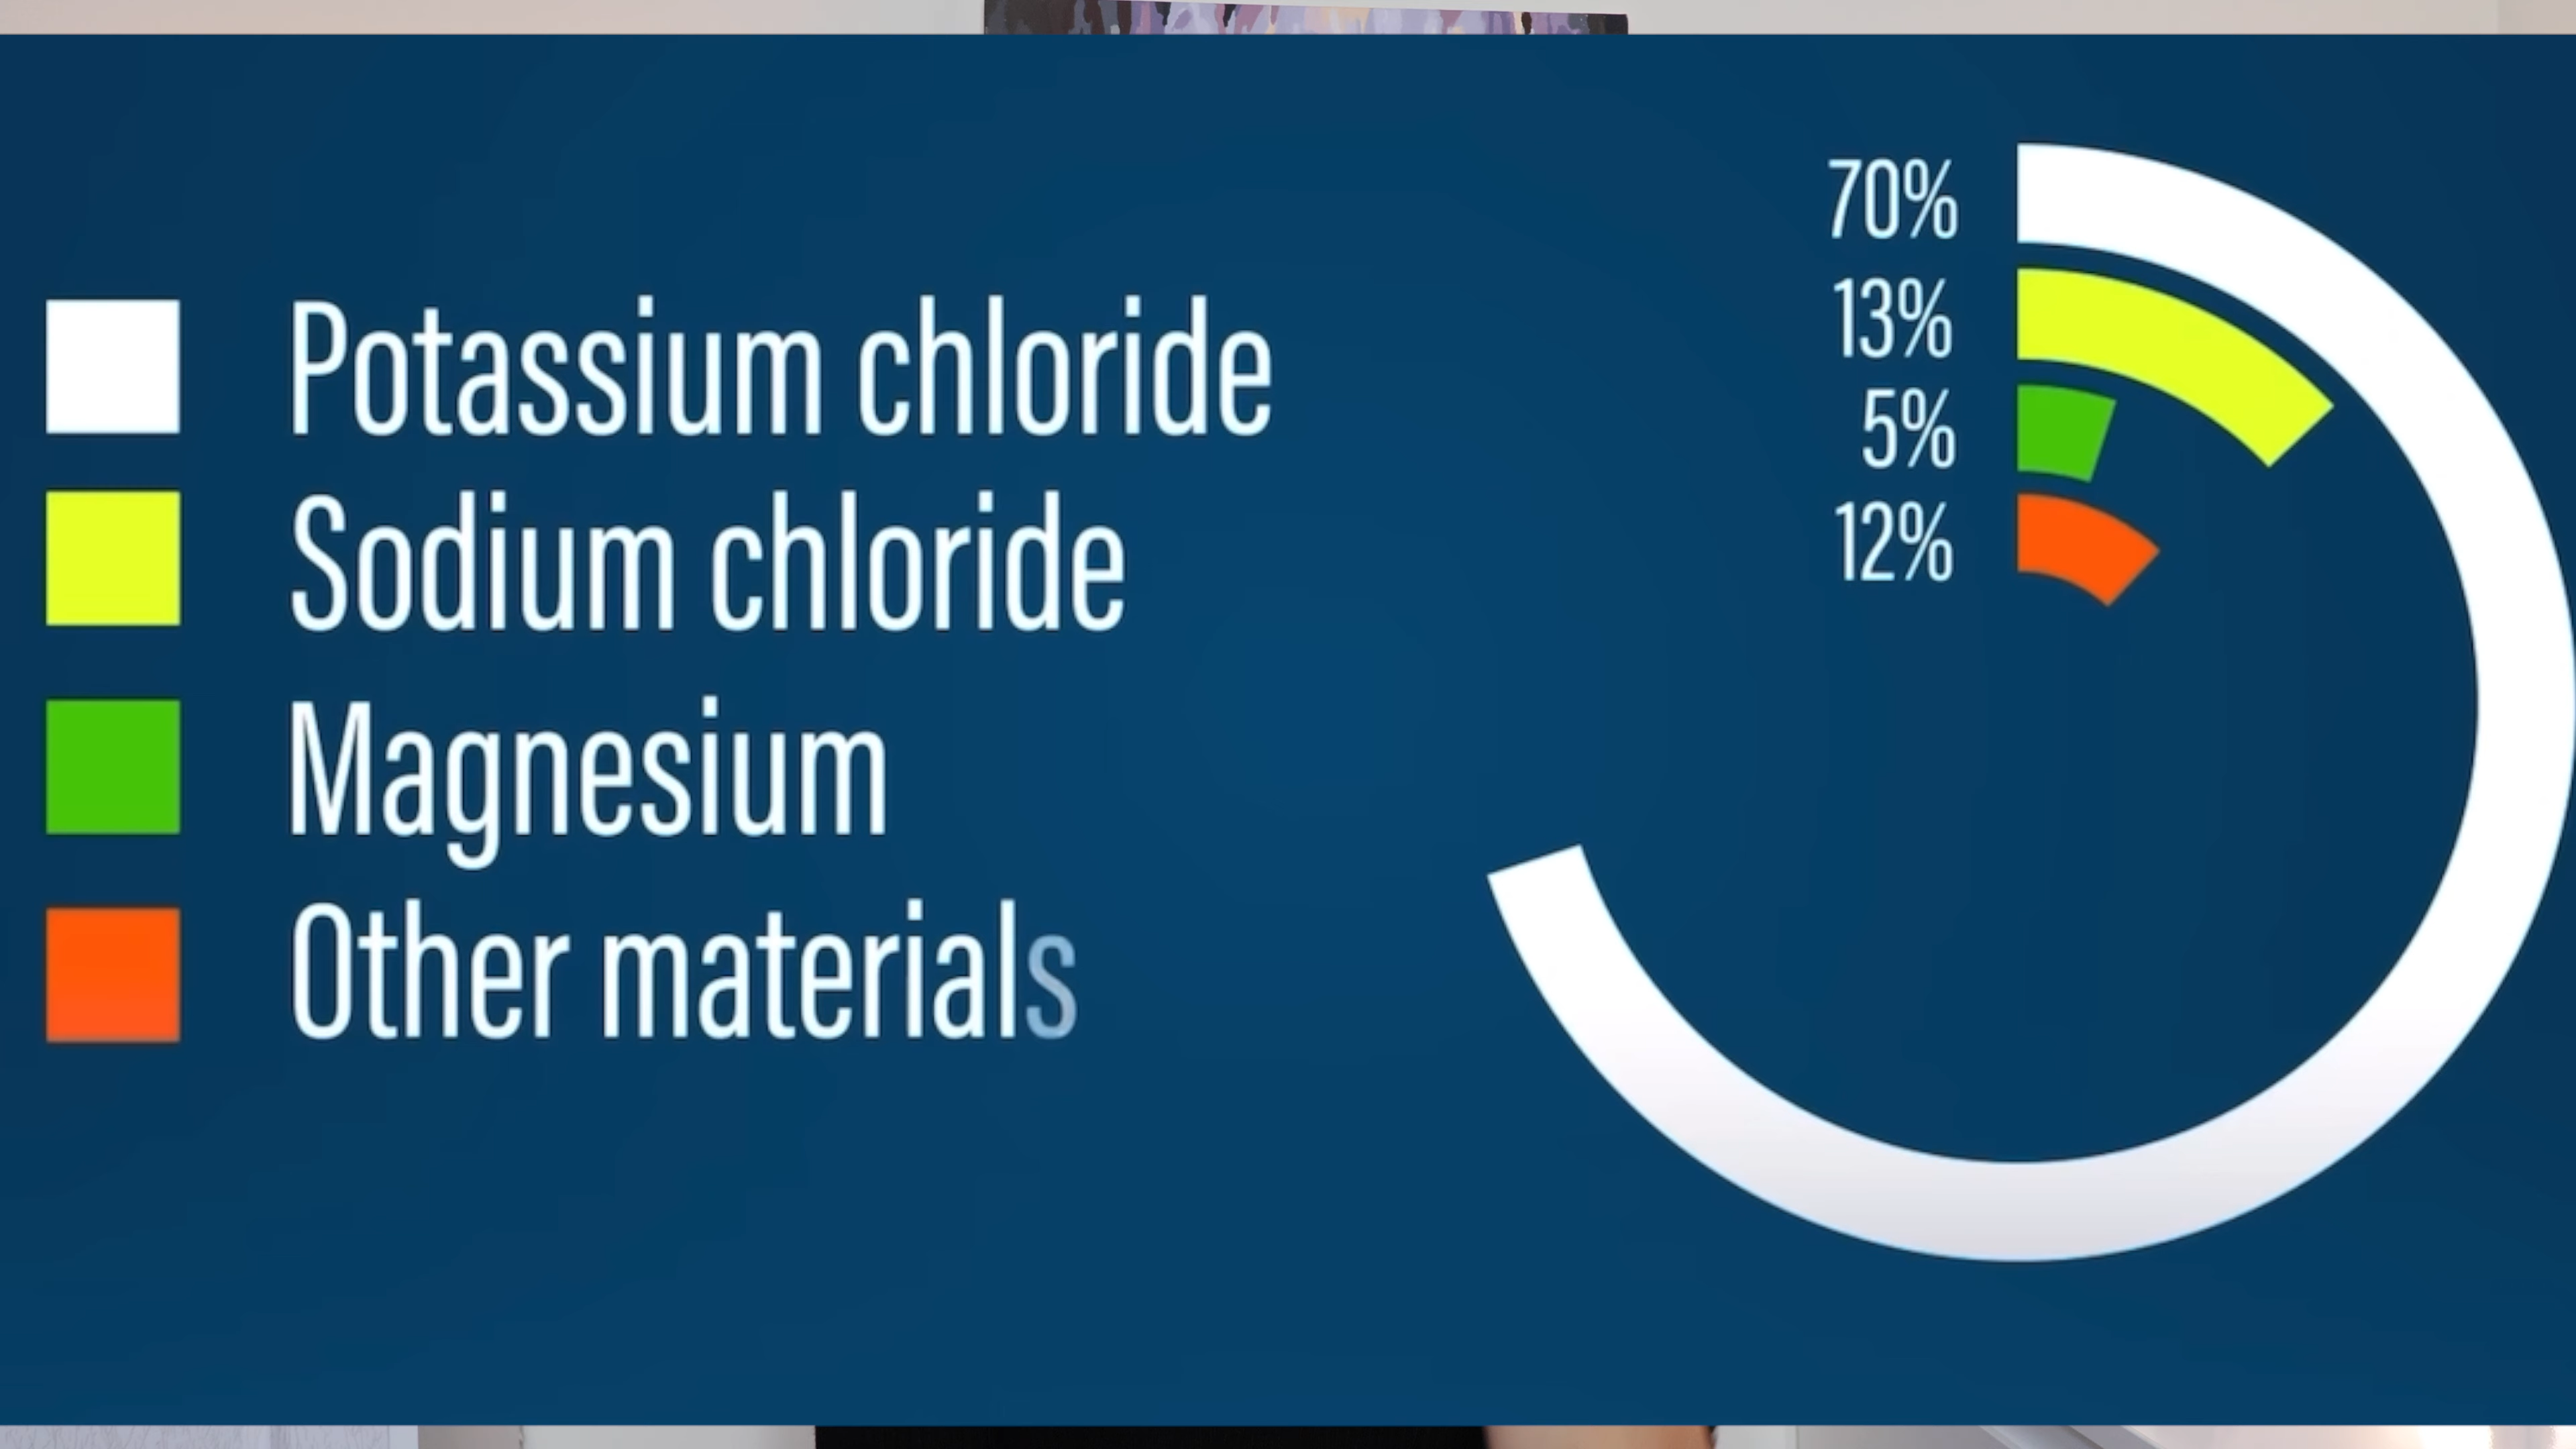 Potassium chloride
Sodium chloride
Magnesium
Other materials
70%
13%
5%
12%